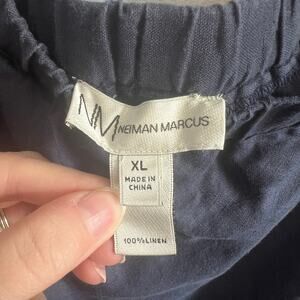 NM NEIMAN MARCUS
XL
MADE IN
CHINA
100% LINEN